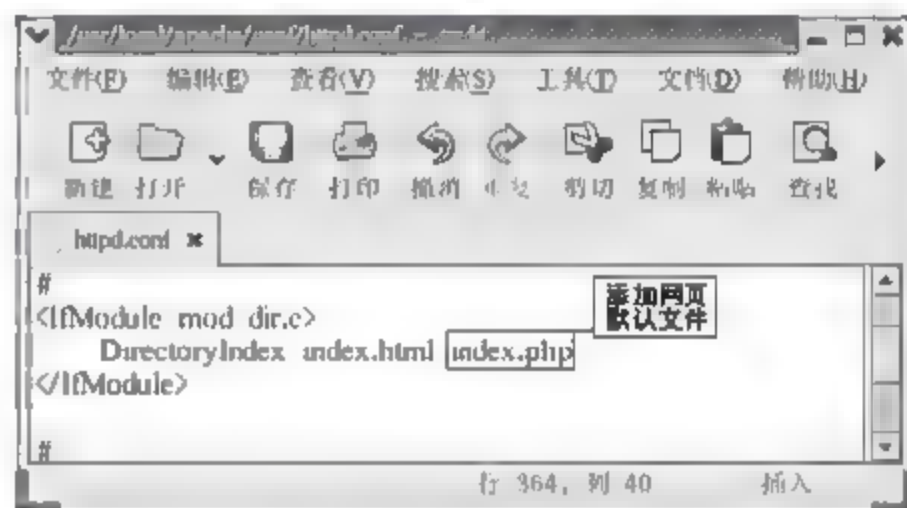 文件(F) 编辑(E) 查看(V) 搜索(S) 工具(T) 文档(D) 帮助(H)
新建 打开 保存 打印 撤消 重复 剪切 复制 粘贴 查找
httpd.conf
#
添加网页
默认文件
<IfModule mod dir.c>
DirectoryIndex index.html index.php
</IfModule>
#
行 364, 列 40 插入